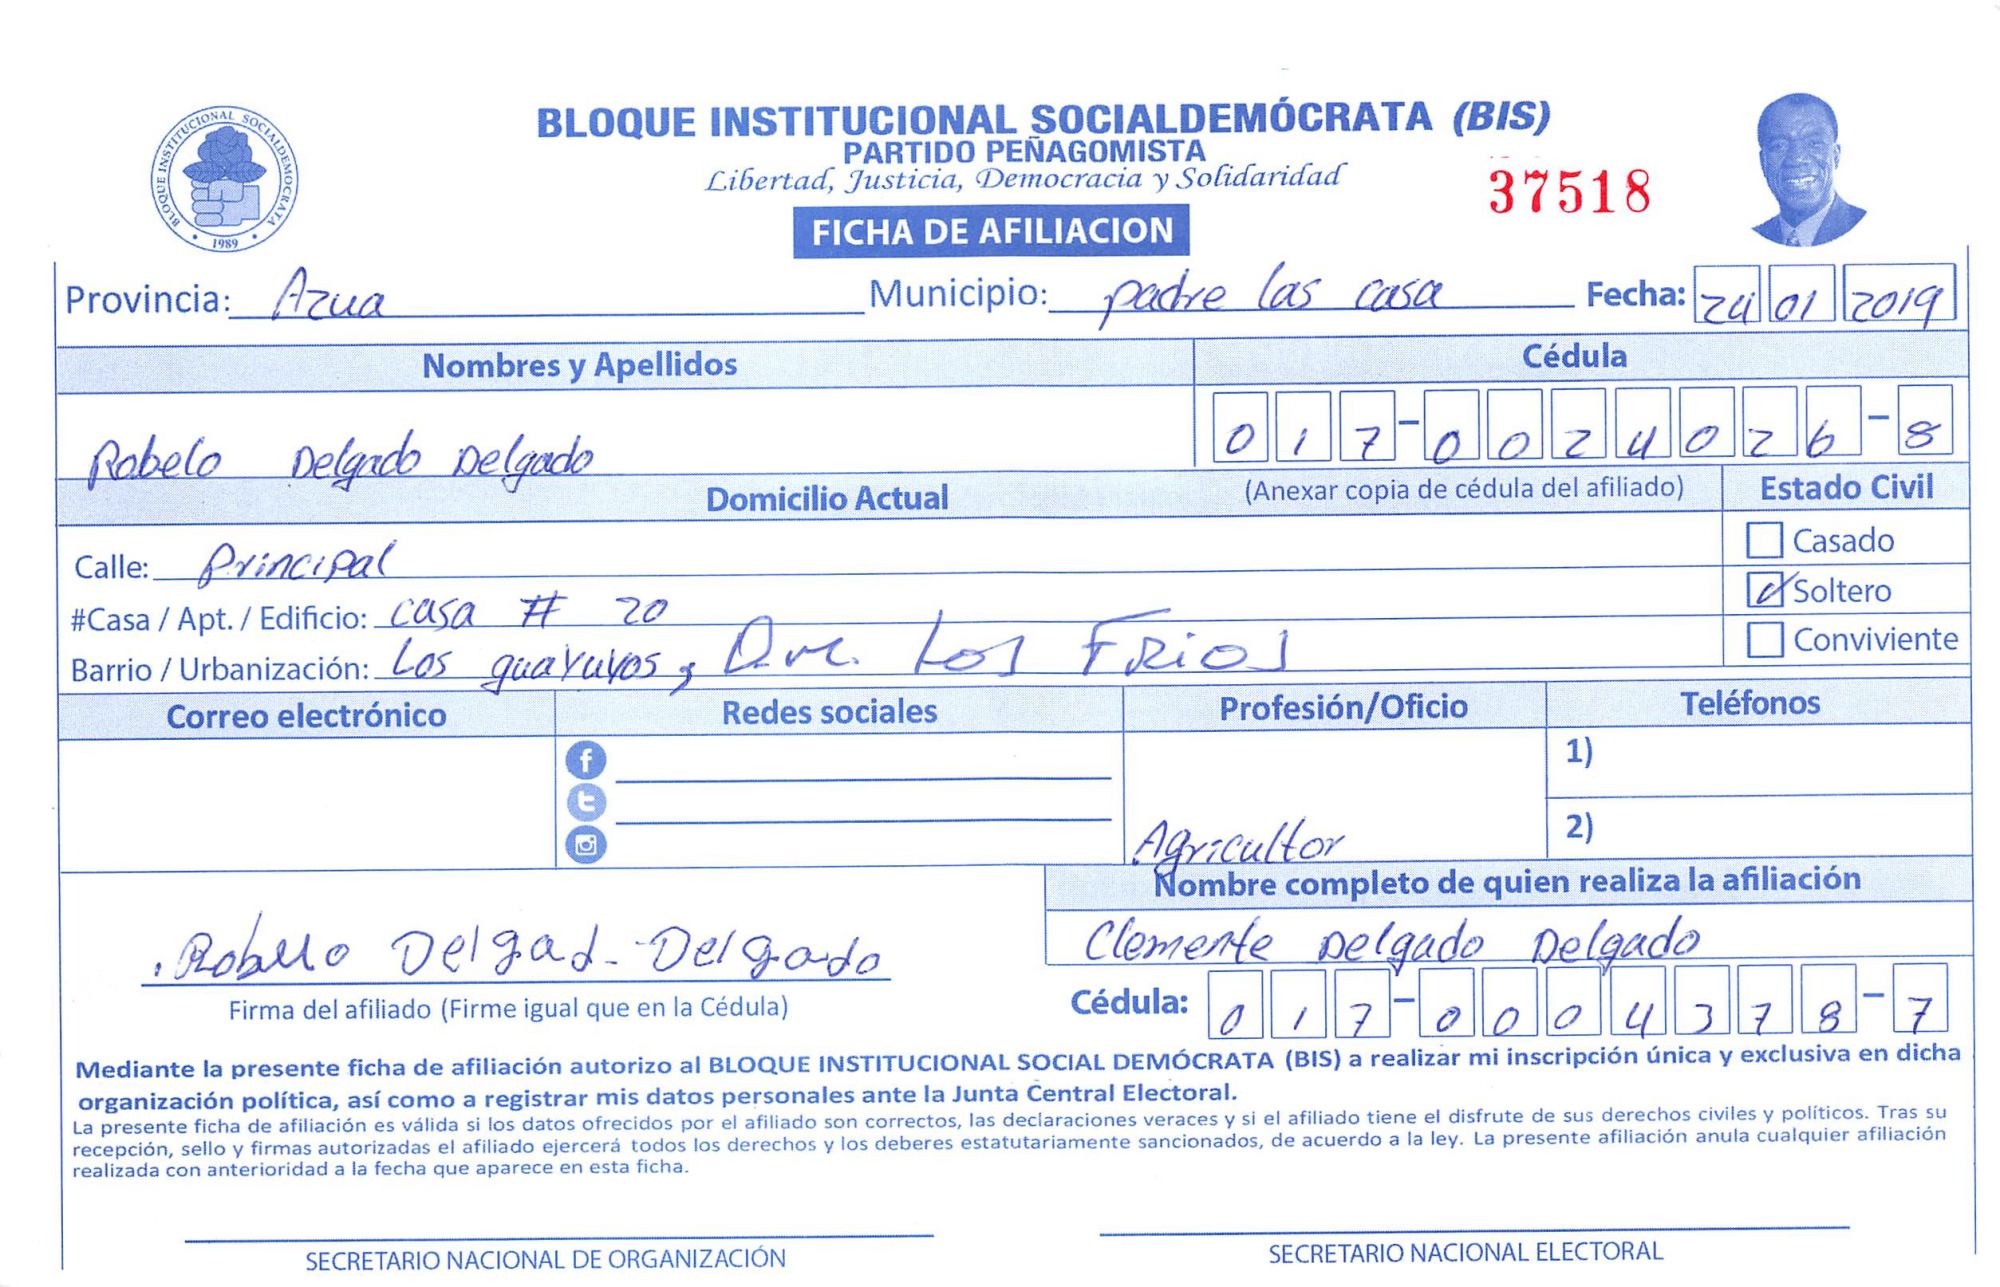 BLOQUE INSTITUCIONAL SOCIALDEMÓCRATA (BIS)
PARTIDO PEÑAGOMISTA
Libertad, Justicia, Democracia y Solidaridad
37518
BLOQUE INSTITUCIONAL SOCIALDEMOCRATA
1989
FICHA DE AFILIACION
Provincia: Azua Municipio: padre las casa Fecha: 24 01 2019
Nombres y Apellidos Cédula
Robelo Delgado Delgado 017-0024026-8
Domicilio Actual (Anexar copia de cédula del afiliado) Estado Civil
Calle: Principal Casado
#Casa / Apt. / Edificio: casa # 20 Soltero
Barrio / Urbanización: Los guayuyos, Los Frios Conviviente
Correo electrónico Redes sociales Profesión/Oficio Teléfonos
1)
2)
Agricultor
Nombre completo de quien realiza la afiliación
Clemente Delgado Delgado
Robello Delgad. Delgado
Firma del afiliado (Firme igual que en la Cédula)
Cédula: 017-0004378-7
Mediante la presente ficha de afiliación autorizo al BLOQUE INSTITUCIONAL SOCIAL DEMÓCRATA (BIS) a realizar mi inscripción única y exclusiva en dicha
organización política, así como a registrar mis datos personales ante la Junta Central Electoral.
La presente ficha de afiliación es válida si los datos ofrecidos por el afiliado son correctos, las declaraciones veraces y si el afiliado tiene el disfrute de sus derechos civiles y políticos. Tras su
recepción, sello y firmas autorizadas el afiliado ejercerá todos los derechos y los deberes estatutariamente sancionados, de acuerdo a la ley. La presente afiliación anula cualquier afiliación
realizada con anterioridad a la fecha que aparece en esta ficha.
SECRETARIO NACIONAL DE ORGANIZACIÓN SECRETARIO NACIONAL ELECTORAL